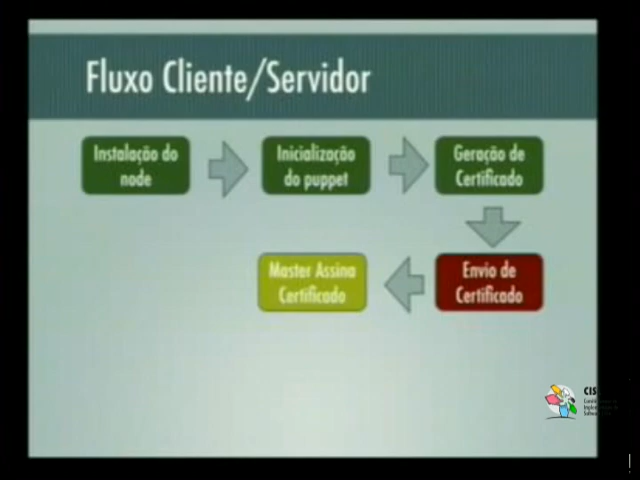 Fluxo Cliente/Servidor
Instalação do
node
Inicialização
do puppet
Geração de
Certificado
Master Assina
Certificado
Envio de
Certificado
CIS